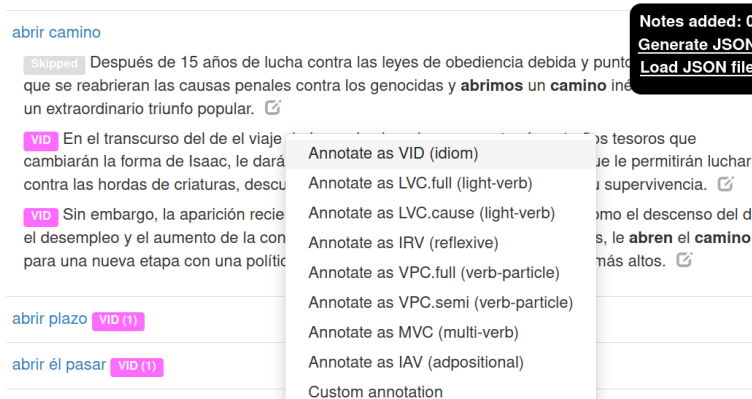 abrir camino
Notes added: 0
Generate JSON
Load JSON file
Skipped Después de 15 años de lucha contra las leyes de obediencia debida y punto
que se reabrieran las causas penales contra los genocidas y abrimos un camino
un extraordinario triunfo popular.
VID En el transcurso del de el viaje
tesoros que
cambiarán la forma de Isaac, le dará
le permitirán luchar
contra las hordas de criaturas,
supervivencia.
VID Sin embargo, la aparición
el descenso del
el desempleo y el aumento de la
le abren el camino
para una nueva etapa con una
más altos.
Annotate as VID (idiom)
Annotate as LVC.full (light-verb)
Annotate as LVC.cause (light-verb)
Annotate as IRV (reflexive)
Annotate as VPC.full (verb-particle)
Annotate as VPC.semi (verb-particle)
Annotate as MVC (multi-verb)
Annotate as IAV (adpositional)
Custom annotation
abrir plazo VID (1)
abrir él pasar VID (1)